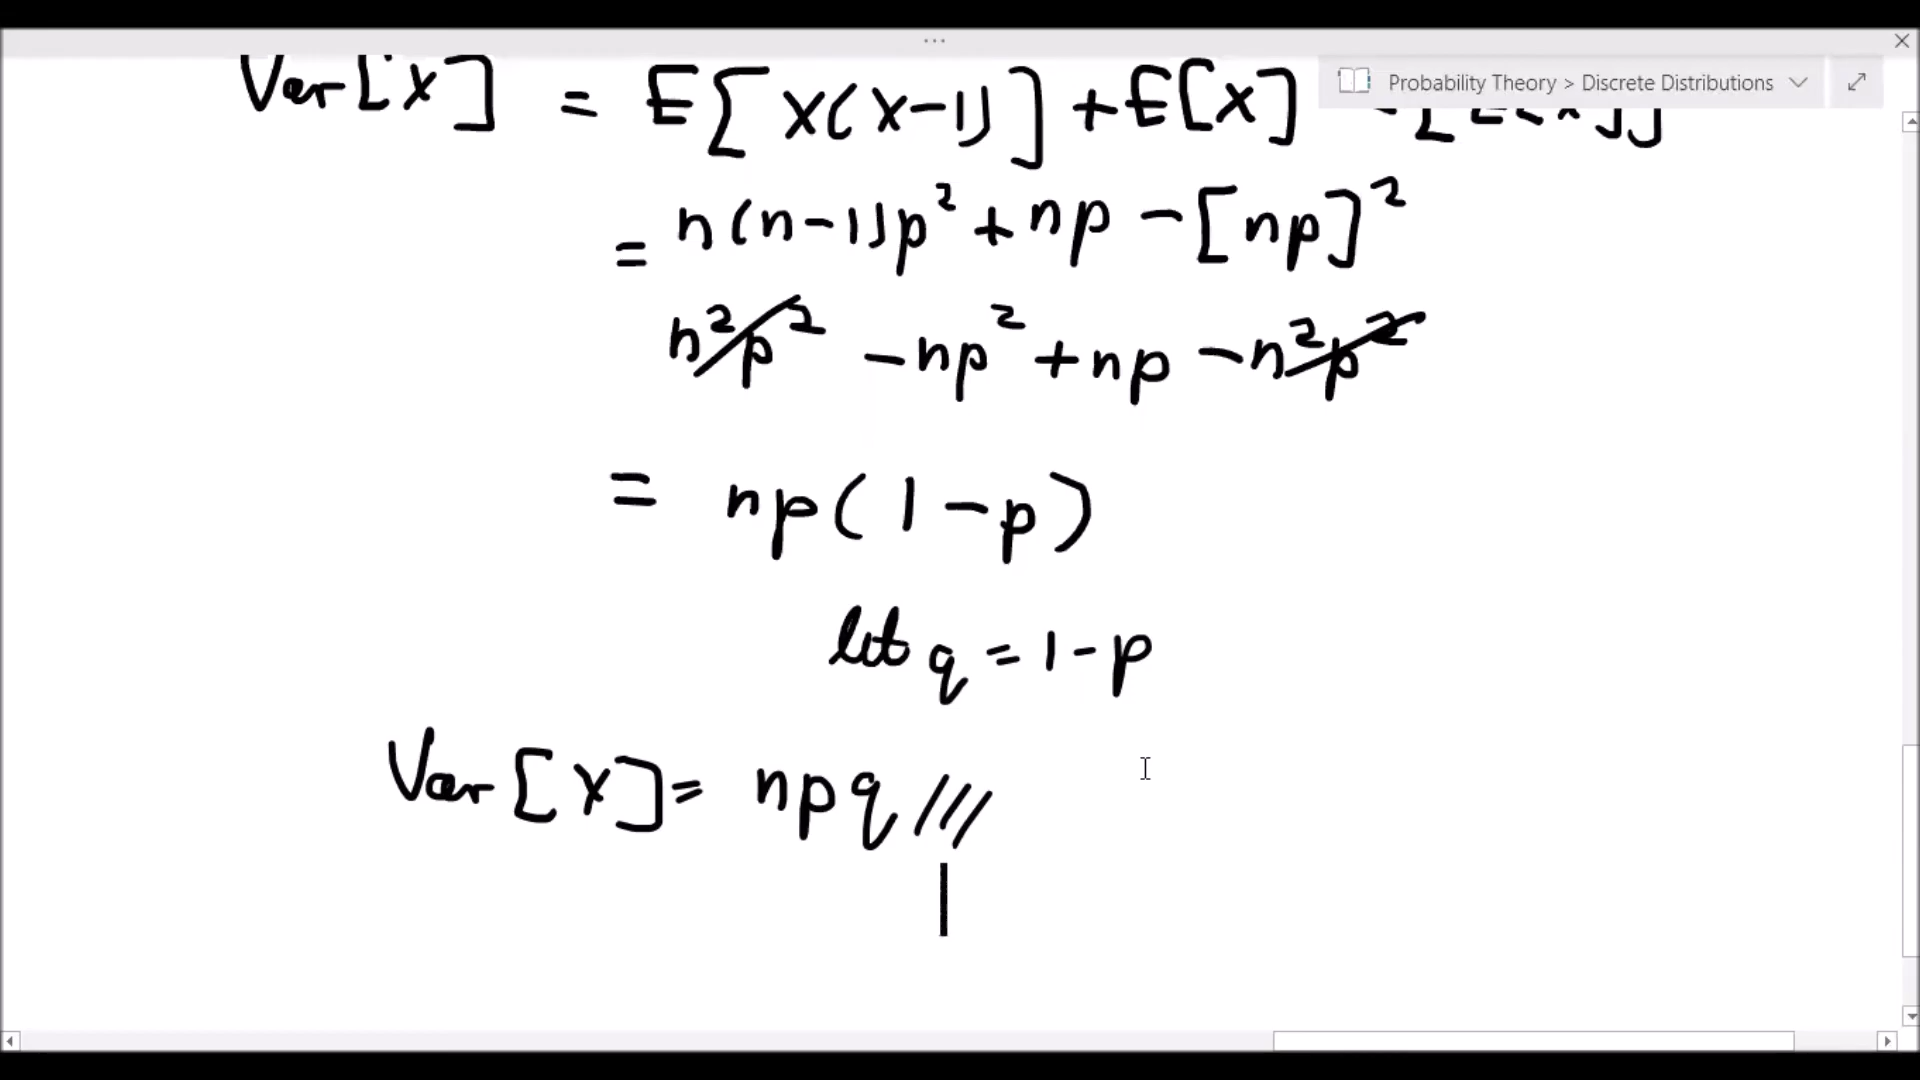 Probability Theory > Discrete Distributions
Var[X] = E[X(X-1)] + E[X] - [E[X]]
= n(n-1)p² + np - [np]²
n²p² - np² + np - n²p²
= np(1-p)
let q = 1-p
Var[X] = npq ///